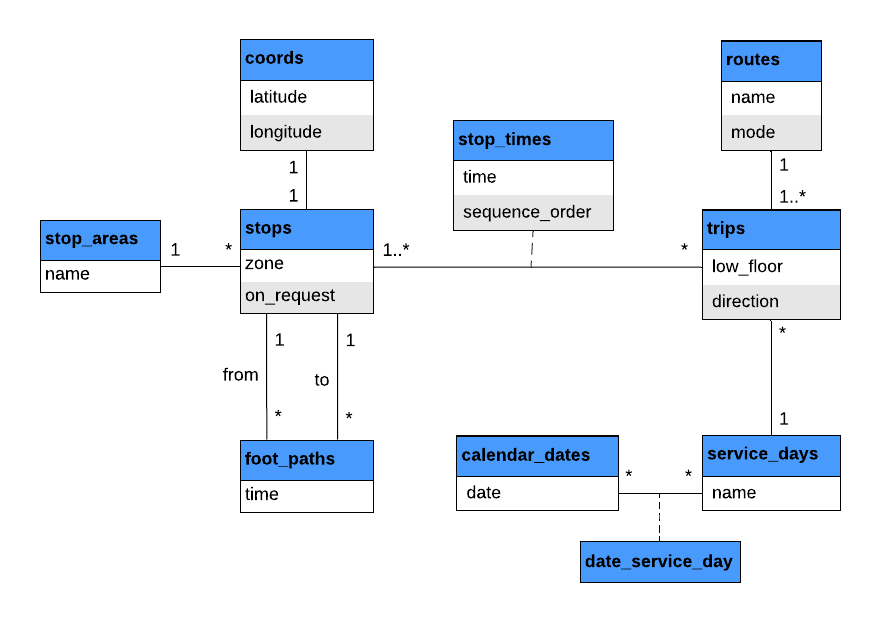 coords
latitude
longitude
1
1
routes
name
mode
1
1..*
stop_times
time
sequence_order
stop_areas
name
1
*
stops
zone
on_request
1..*
*
trips
low_floor
direction
1
1
from
to
*
*
foot_paths
time
*
1
calendar_dates
date
*
*
service_days
name
date_service_day